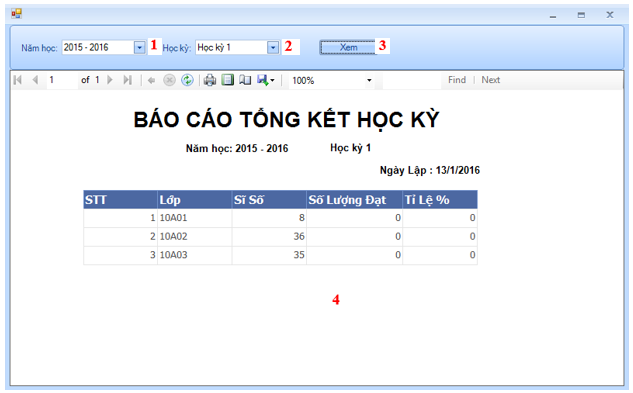 Năm học: 2015 - 2016 1 Học kỳ: Học kỳ 1 2 Xem 3
1 of 1 100% Find | Next
BÁO CÁO TỔNG KẾT HỌC KỲ
Năm học: 2015 - 2016 Học kỳ 1
Ngày Lập : 13/1/2016
STT Lớp Sĩ Số Số Lượng Đạt Tỉ Lệ %
1 10A01 8 0 0
2 10A02 36 0 0
3 10A03 35 0 0
4